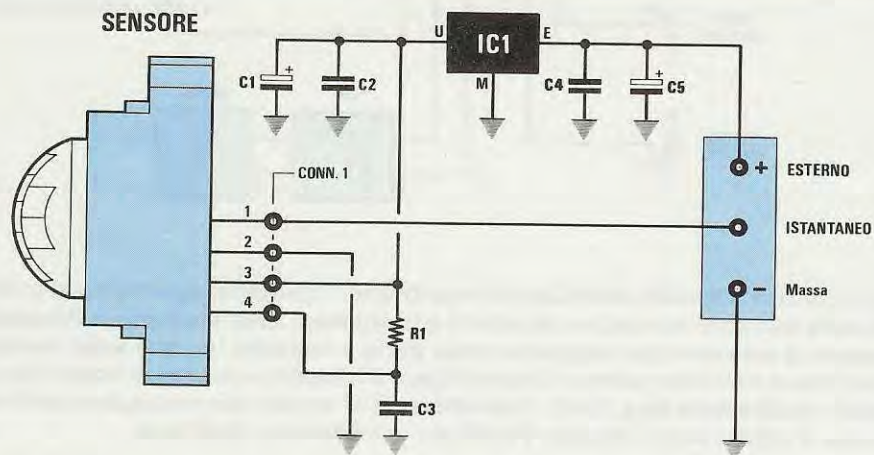 SENSORE
U
IC1
E
M
C1
+
C2
C4
+
C5
CONN. 1
1
2
3
4
R1
C3
+ ESTERNO
ISTANTANEO
− Massa